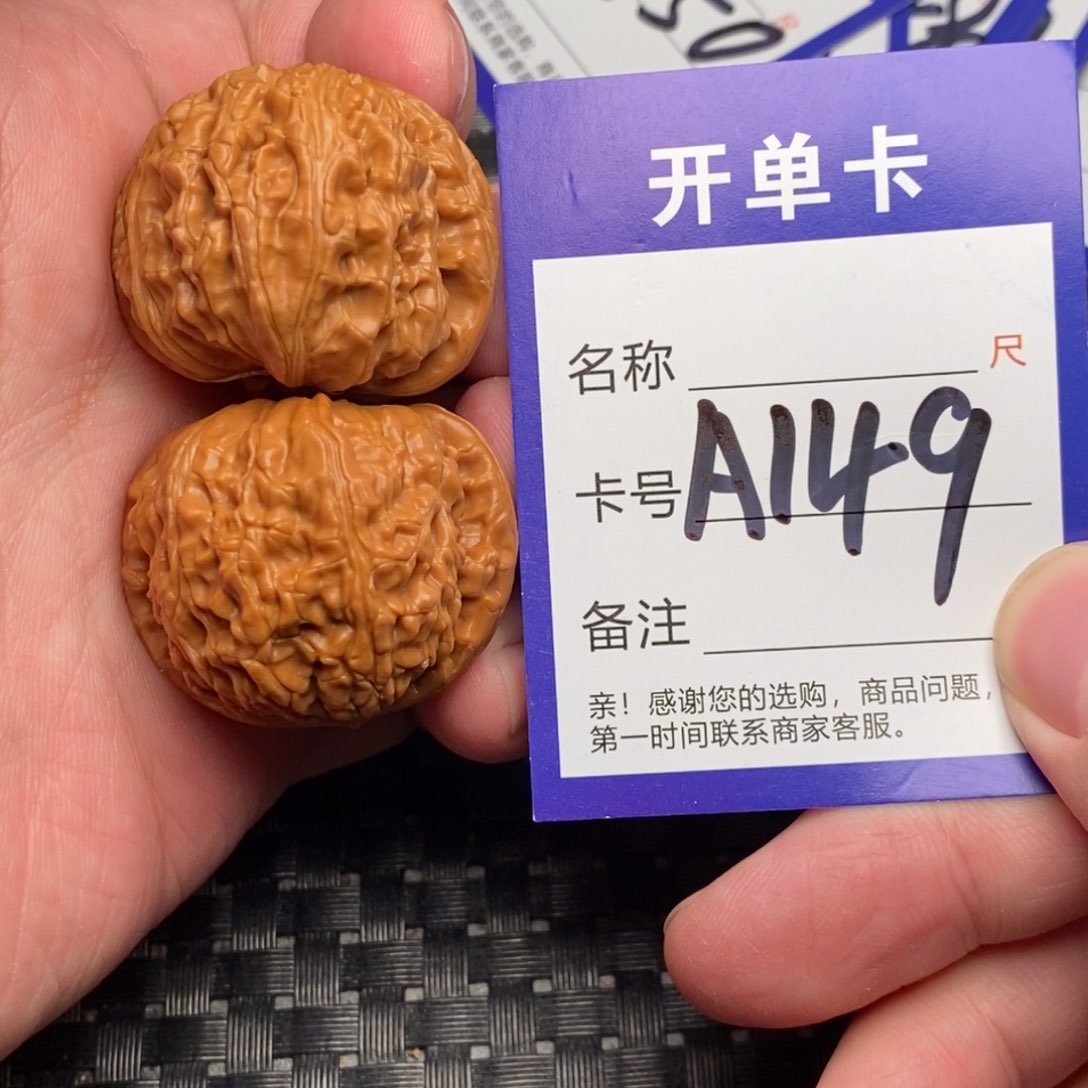 开单卡
名称 尺
卡号 A149
备注
亲！感谢您的选购，商品问题，
第一时间联系商家客服。